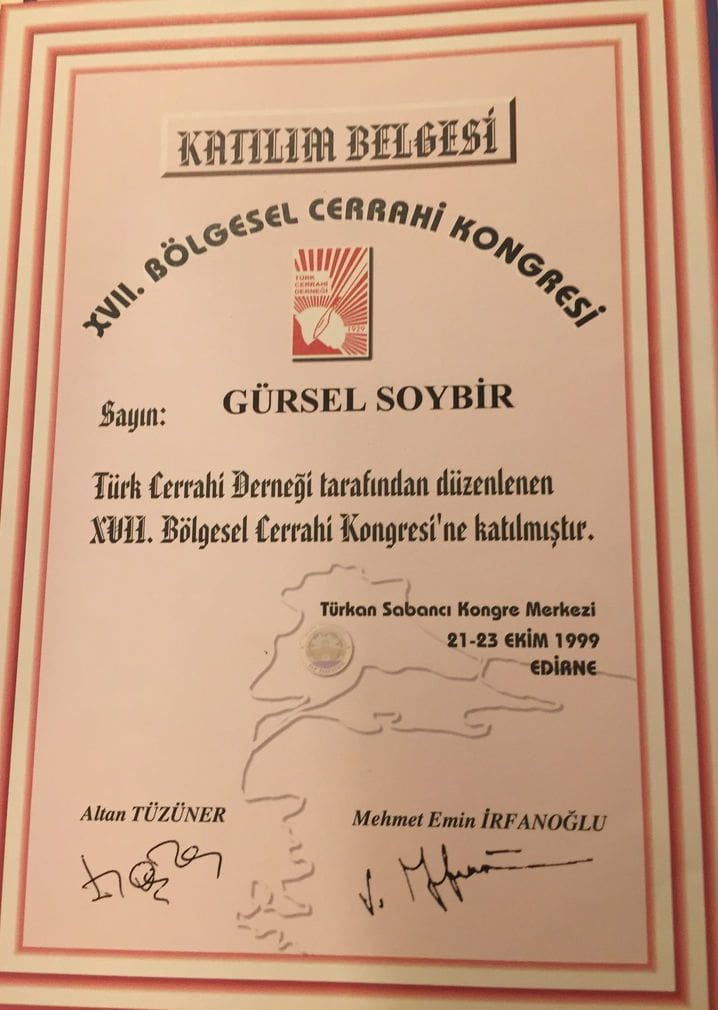 KATILIM BELGESİ
XVII. BÖLGESEL CERRAHİ KONGRESİ
TÜRK
CERRAHİ
DERNEĞİ
1929
Sayın: GÜRSEL SOYBİR
Türk Cerrahi Derneği tarafından düzenlenen
XVII. Bölgesel Cerrahi Kongresi'ne katılmıştır.
Türkan Sabancı Kongre Merkezi
21-23 EKİM 1999
EDİRNE
Altan TÜZÜNER
Mehmet Emin İRFANOĞLU